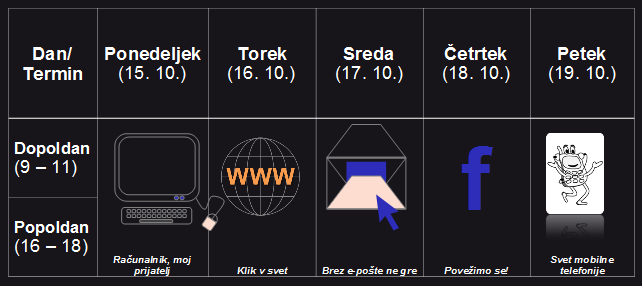 Dan/
Termin
Ponedeljek
(15. 10.)
Torek
(16. 10.)
Sreda
(17. 10.)
Četrtek
(18. 10.)
Petek
(19. 10.)
Dopoldan
(9 – 11)
Popoldan
(16 – 18)
WWW
f
Računalnik, moj
prijatelj
Klik v svet
Brez e-pošte ne gre
Povežimo se!
Svet mobilne
telefonije